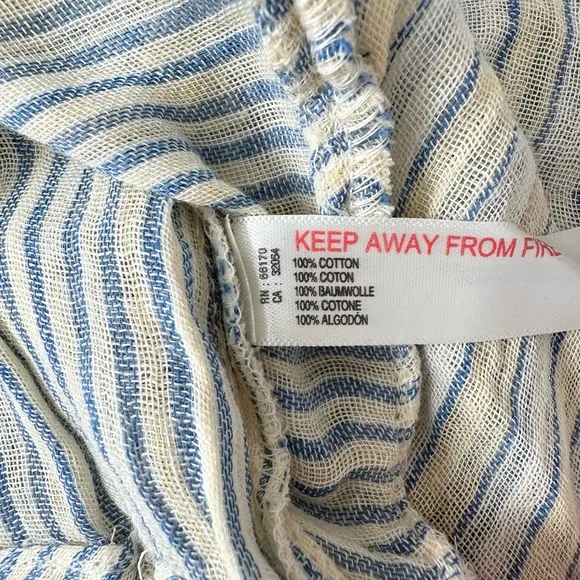 RN : 66170
CA : 32054
KEEP AWAY FROM FIRE
100% COTTON
100% COTON
100% BAUMWOLLE
100% COTONE
100% ALGODÓN